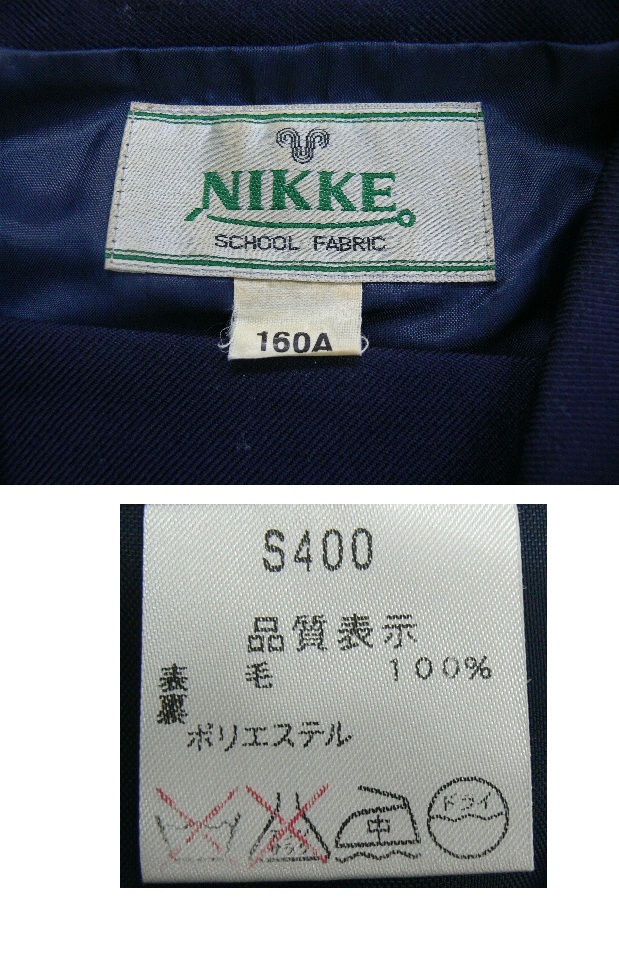 NIKKE
SCHOOL FABRIC
160A
S400
品質表示
表 毛 100%
裏 ポリエステル
中
ドライ